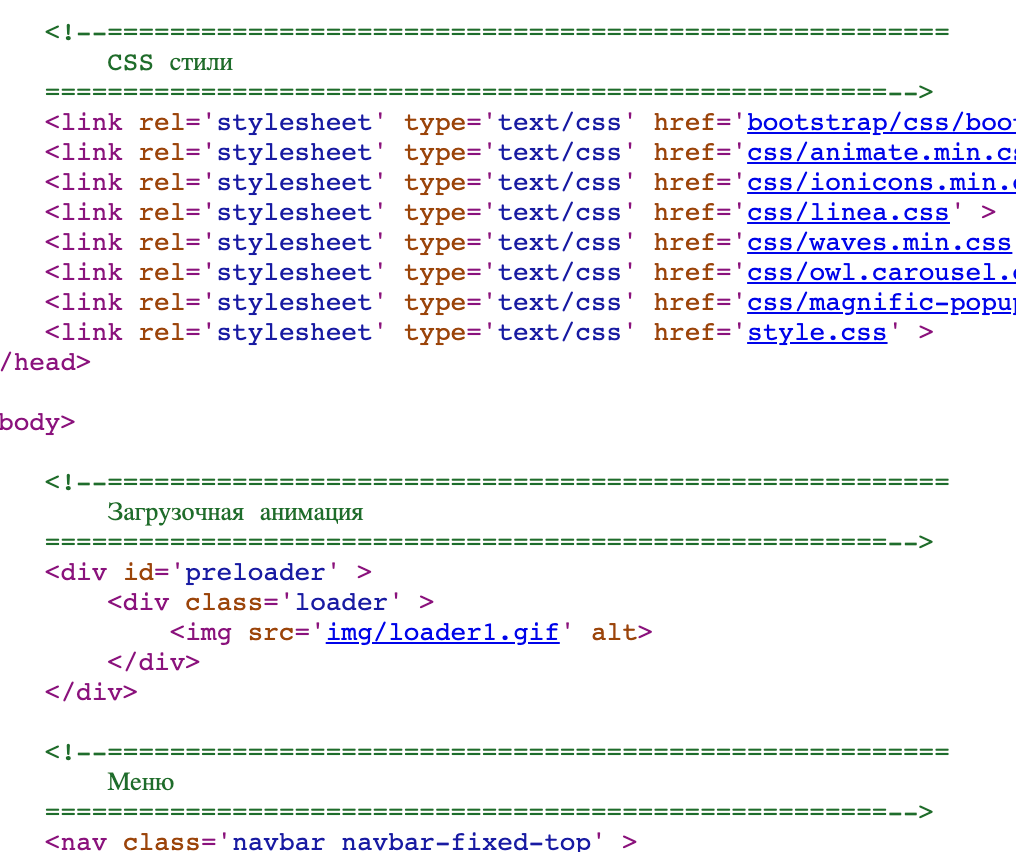 <!--======================================================
CSS стили
======================================================-->
<link rel='stylesheet' type='text/css' href='bootstrap/css/boot
<link rel='stylesheet' type='text/css' href='css/animate.min.cs
<link rel='stylesheet' type='text/css' href='css/ionicons.min.c
<link rel='stylesheet' type='text/css' href='css/linea.css' >
<link rel='stylesheet' type='text/css' href='css/waves.min.css
<link rel='stylesheet' type='text/css' href='css/owl.carousel.c
<link rel='stylesheet' type='text/css' href='css/magnific-popup
<link rel='stylesheet' type='text/css' href='style.css' >
/head>
body>
<!--======================================================
Загрузочная анимация
======================================================-->
<div id='preloader' >
<div class='loader' >
<img src='img/loader1.gif' alt>
</div>
</div>
<!--======================================================
Меню
======================================================-->
<nav class='navbar navbar-fixed-top' >